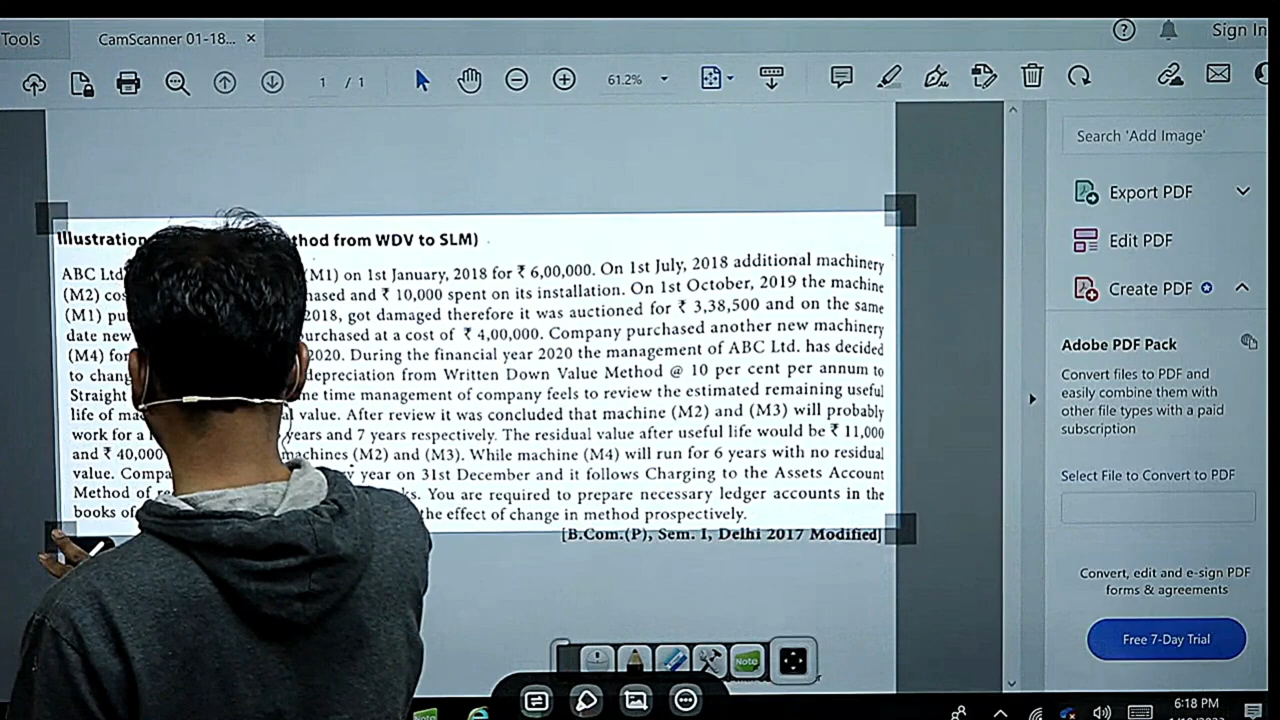 Tools
CamScanner 01-18... ×
Sign In
1 / 1
61.2%
Search 'Add Image'
Export PDF
Edit PDF
Create PDF
Adobe PDF Pack
Convert files to PDF and
easily combine them with
other file types with a paid
subscription
Select File to Convert to PDF
Convert, edit and e-sign PDF
forms & agreements
Free 7-Day Trial
Illustration thod from WDV to SLM)
ABC Ltd (M1) on 1st January, 2018 for ₹ 6,00,000. On 1st July, 2018 additional machinery
(M2) cos hased and ₹ 10,000 spent on its installation. On 1st October, 2019 the machine
(M1) pu 2018, got damaged therefore it was auctioned for ₹ 3,38,500 and on the same
date new urchased at a cost of ₹ 4,00,000. Company purchased another new machinery
(M4) for 2020. During the financial year 2020 the management of ABC Ltd. has decided
to chang depreciation from Written Down Value Method @ 10 per cent per annum to
Straight me time management of company feels to review the estimated remaining useful
life of ma al value. After review it was concluded that machine (M2) and (M3) will probably
work for a years and 7 years respectively. The residual value after useful life would be ₹ 11,000
and ₹ 40,000 machines (M2) and (M3). While machine (M4) will run for 6 years with no residual
value. Compa year on 31st December and it follows Charging to the Assets Account
Method of re ks. You are required to prepare necessary ledger accounts in the
books of the effect of change in method prospectively.
[B.Com.(P), Sem. I, Delhi 2017 Modified]
Note
6:18 PM